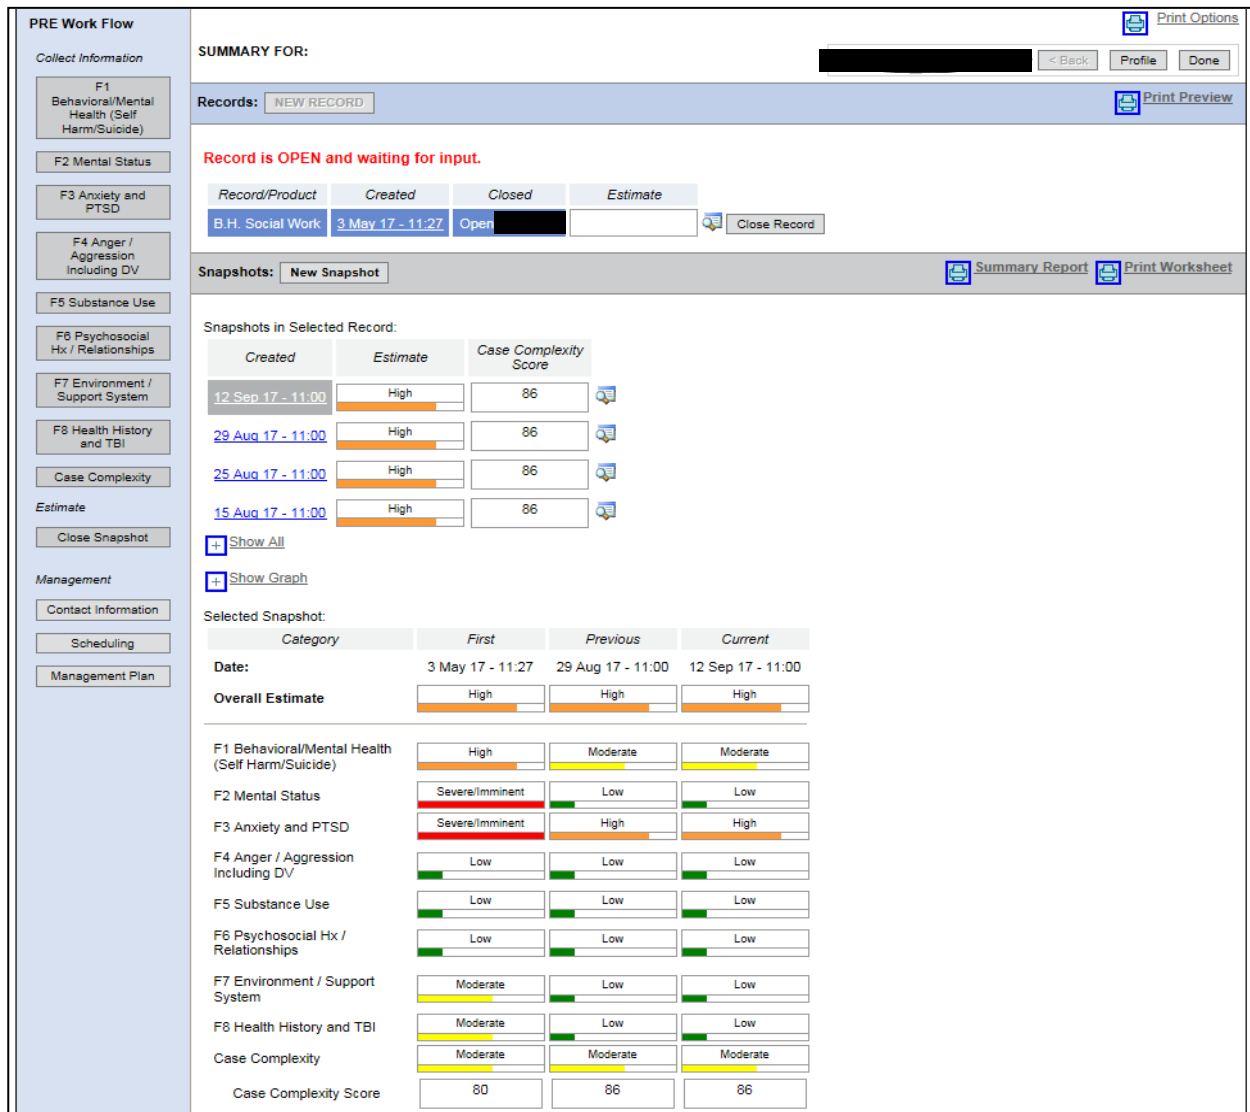 PRE Work Flow
Collect Information
F1
Behavioral/Mental
Health (Self
Harm/Suicide)
F2 Mental Status
F3 Anxiety and
PTSD
F4 Anger /
Aggression
Including DV
F5 Substance Use
F6 Psychosocial
Hx / Relationships
F7 Environment /
Support System
F8 Health History
and TBI
Case Complexity
Estimate
Close Snapshot
Management
Contact Information
Scheduling
Management Plan
Print Options
SUMMARY FOR:
< Back Profile Done
Records: NEW RECORD Print Preview
Record is OPEN and waiting for input.
Record/Product Created Closed Estimate
B.H. Social Work 3 May 17 - 11:27 Open Close Record
Snapshots: New Snapshot Summary Report Print Worksheet
Snapshots in Selected Record:
Created Estimate Case Complexity
Score
12 Sep 17 - 11:00 High 86
29 Aug 17 - 11:00 High 86
25 Aug 17 - 11:00 High 86
15 Aug 17 - 11:00 High 86
+ Show All
+ Show Graph
Selected Snapshot:
Category First Previous Current
Date: 3 May 17 - 11:27 29 Aug 17 - 11:00 12 Sep 17 - 11:00
Overall Estimate High High High
F1 Behavioral/Mental Health
(Self Harm/Suicide) High Moderate Moderate
F2 Mental Status Severe/Imminent Low Low
F3 Anxiety and PTSD Severe/Imminent High High
F4 Anger / Aggression
Including DV Low Low Low
F5 Substance Use Low Low Low
F6 Psychosocial Hx /
Relationships Low Low Low
F7 Environment / Support
System Moderate Low Low
F8 Health History and TBI Moderate Low Low
Case Complexity Moderate Moderate Moderate
Case Complexity Score 80 86 86